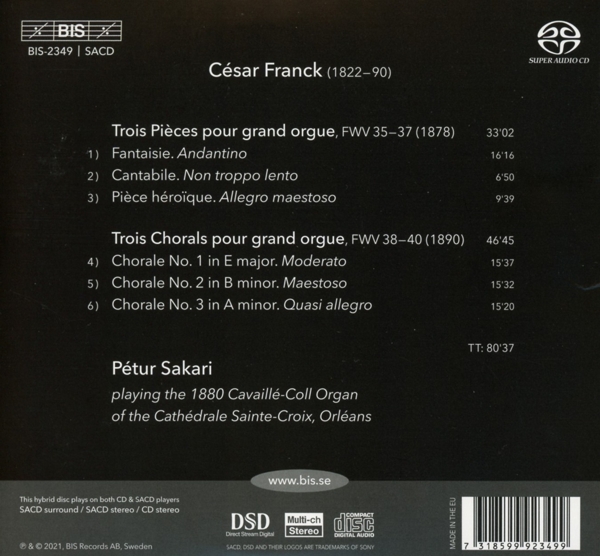 BIS
BIS-2349 | SACD
SUPER AUDIO CD
César Franck (1822–90)
Trois Pièces pour grand orgue, FWV 35–37 (1878) 33'02
1) Fantaisie. Andantino 16'16
2) Cantabile. Non troppo lento 6'50
3) Pièce héroïque. Allegro maestoso 9'39
Trois Chorals pour grand orgue, FWV 38–40 (1890) 46'45
4) Chorale No. 1 in E major. Moderato 15'37
5) Chorale No. 2 in B minor. Maestoso 15'32
6) Chorale No. 3 in A minor. Quasi allegro 15'20
TT: 80'37
Pétur Sakari
playing the 1880 Cavaillé-Coll Organ
of the Cathédrale Sainte-Croix, Orléans
www.bis.se
This hybrid disc plays on both CD & SACD players
SACD surround / SACD stereo / CD stereo
℗ & © 2021, BIS Records AB, Sweden
DSD
Direct Stream Digital
Multi-ch
Stereo
COMPACT
disc
DIGITAL AUDIO
SACD, DSD AND THEIR LOGOS ARE TRADEMARKS OF SONY
MADE IN THE EU
7 318599 923499